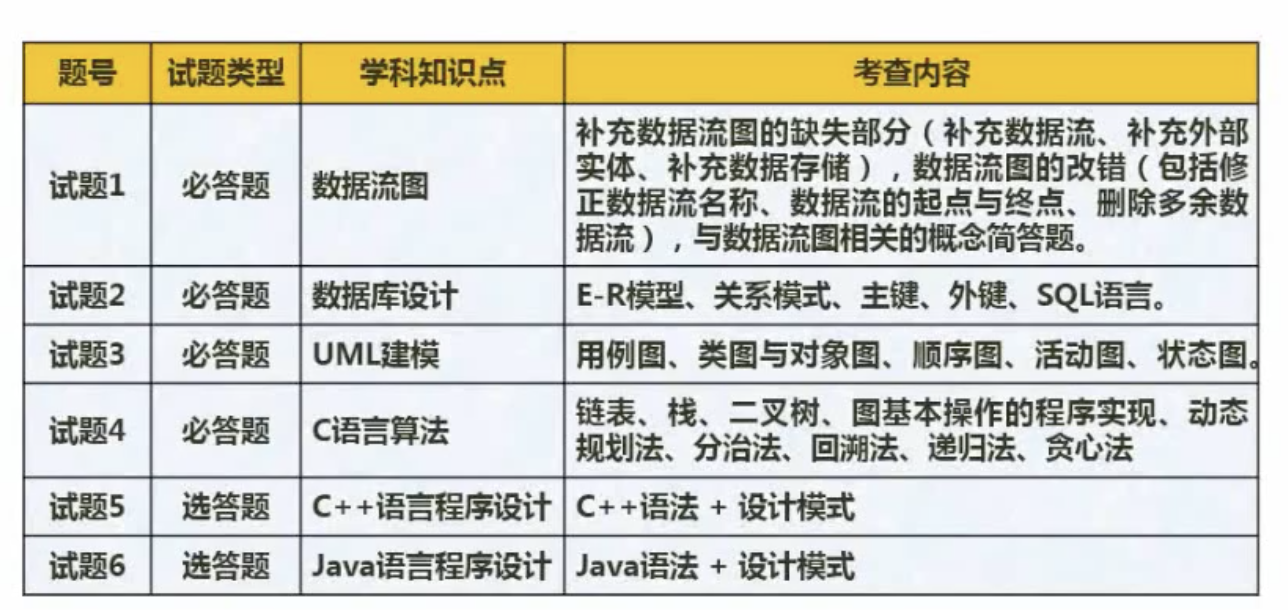 题号 试题类型 学科知识点 考查内容
试题1 必答题 数据流图 补充数据流图的缺失部分（补充数据流、补充外部
实体、补充数据存储），数据流图的改错（包括修
正数据流名称、数据流的起点与终点、删除多余数
据流），与数据流图相关的概念简答题。
试题2 必答题 数据库设计 E-R模型、关系模式、主键、外键、SQL语言。
试题3 必答题 UML建模 用例图、类图与对象图、顺序图、活动图、状态图。
试题4 必答题 C语言算法 链表、栈、二叉树、图基本操作的程序实现、动态
规划法、分治法、回溯法、递归法、贪心法
试题5 选答题 C++语言程序设计 C++语法 + 设计模式
试题6 选答题 Java语言程序设计 Java语法 + 设计模式